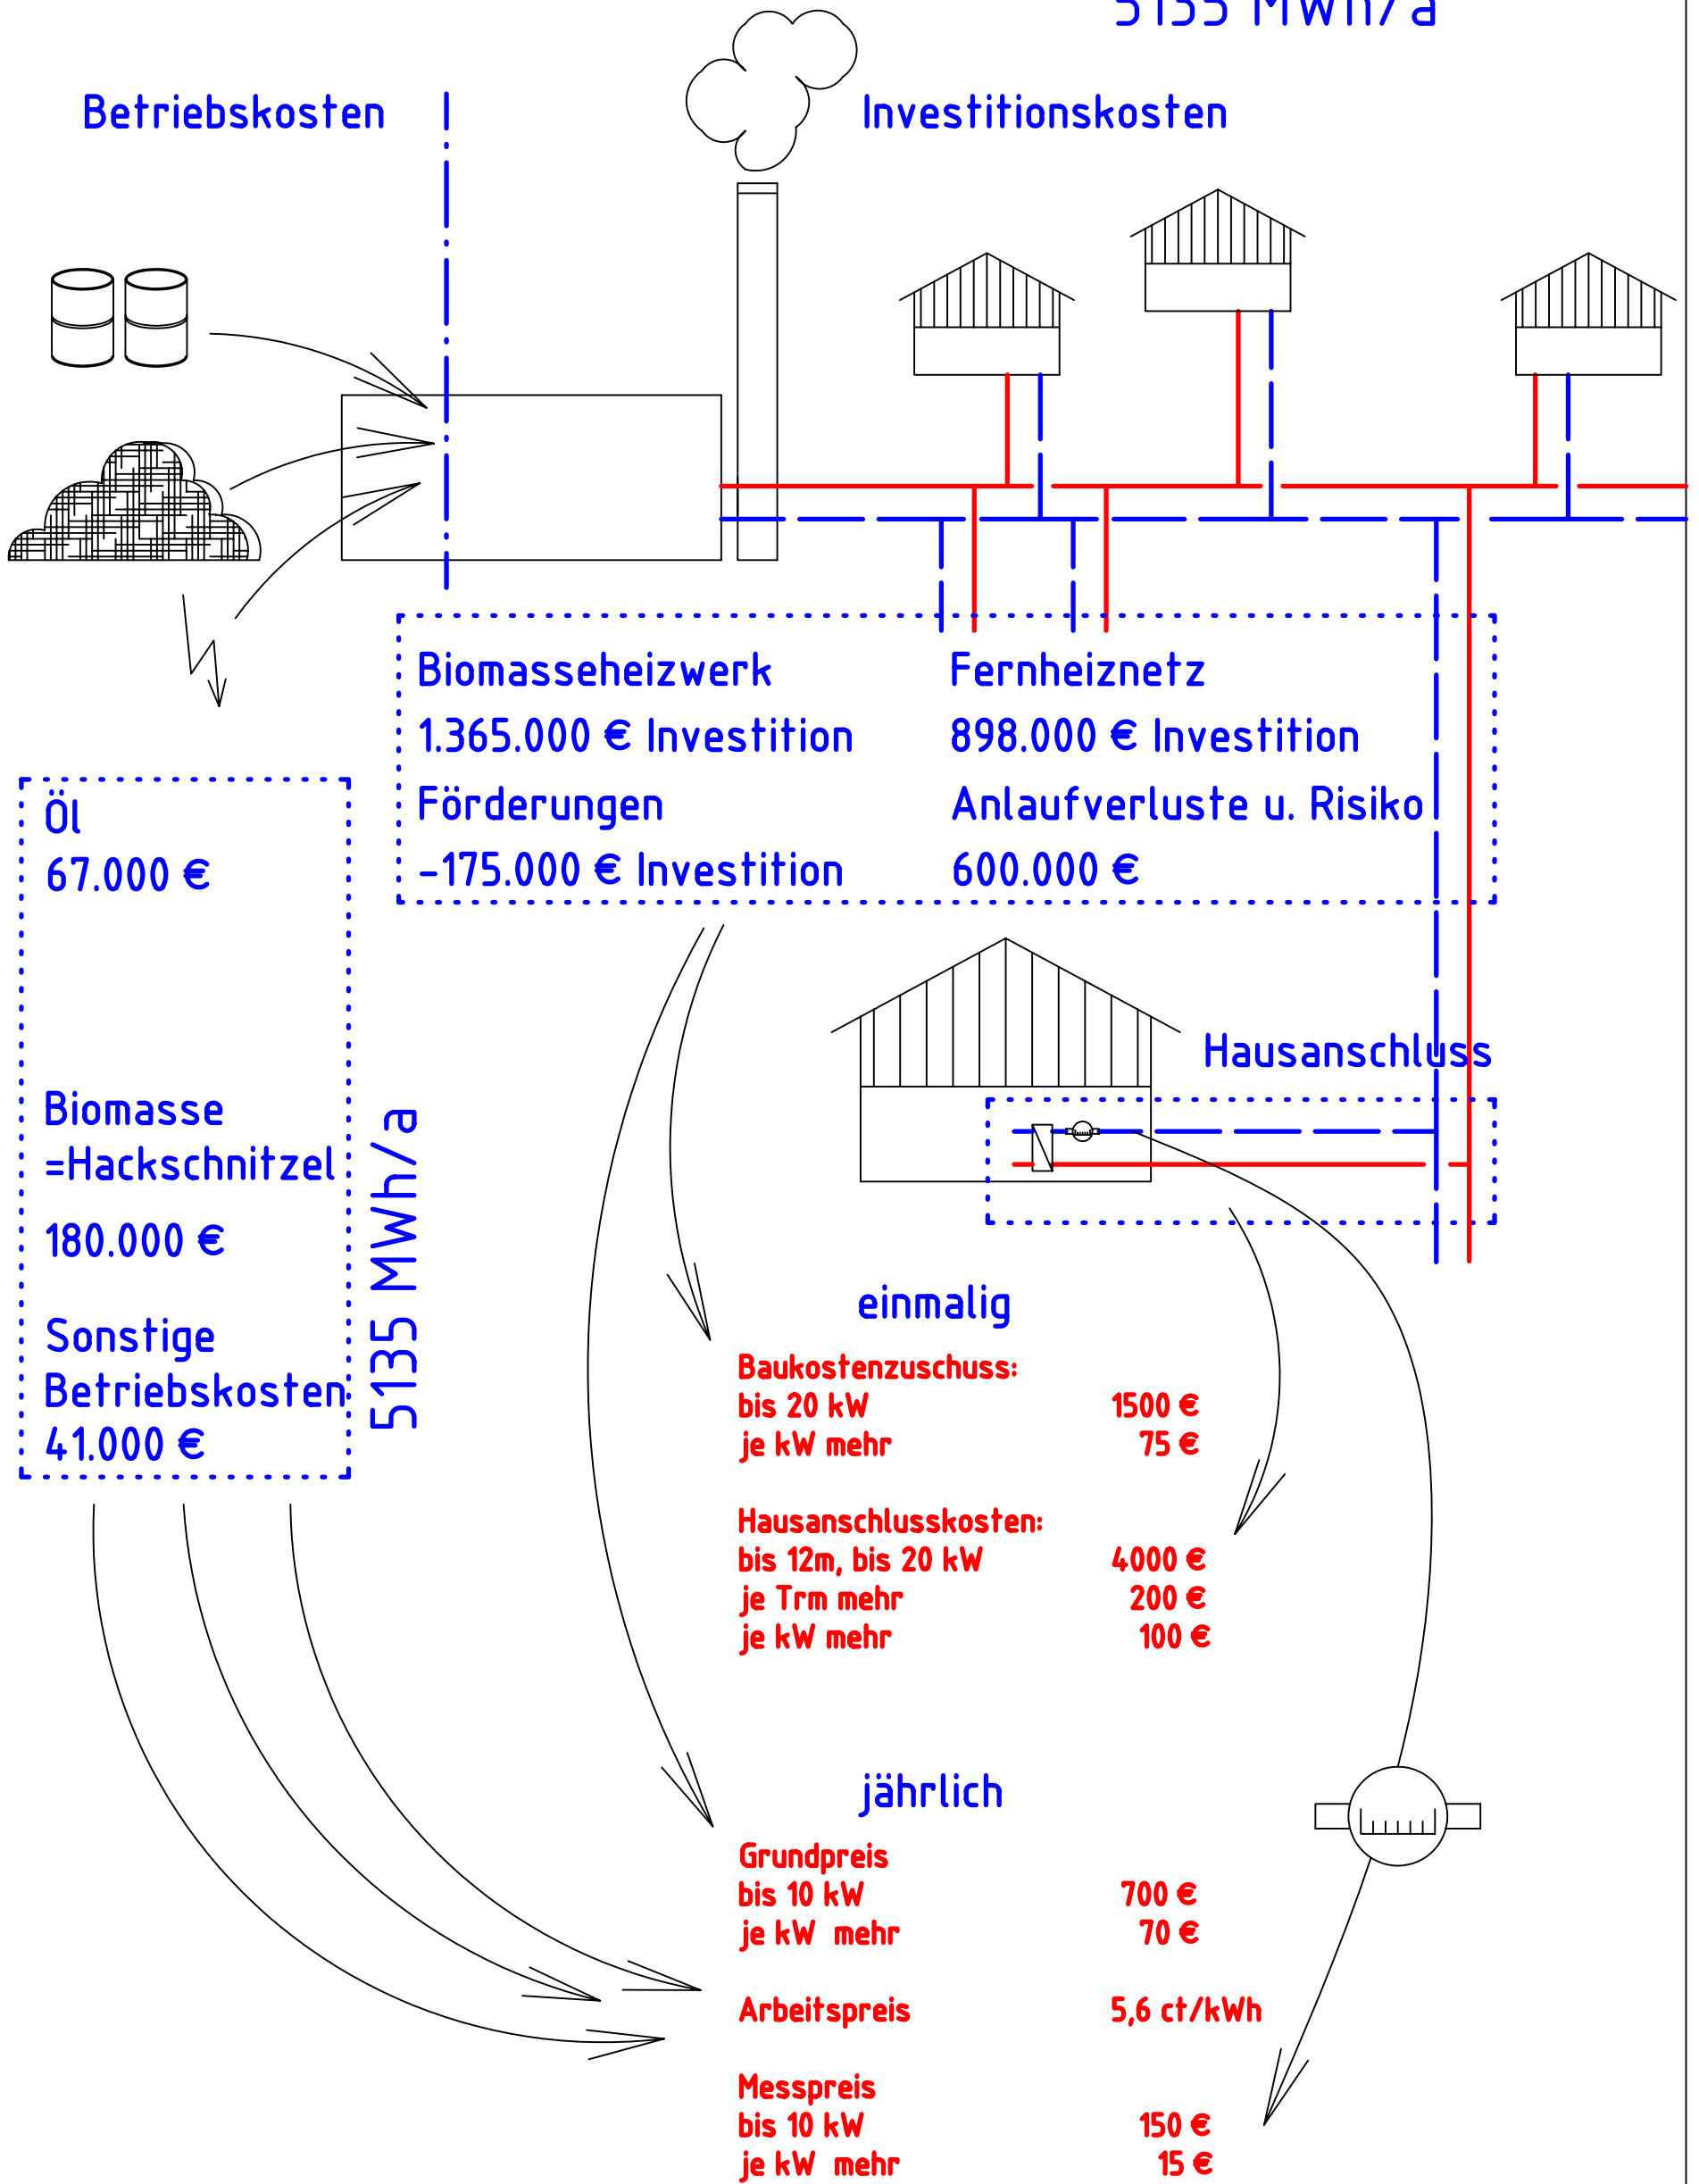 5135 MWh/a
Betriebskosten
Investitionskosten
Biomasseheizwerk
1.365.000 € Investition
Förderungen
-175.000 € Investition
Fernheiznetz
898.000 € Investition
Anlaufverluste u. Risiko
600.000 €
Öl
67.000 €
Biomasse
=Hackschnitzel
180.000 €
Sonstige
Betriebskosten
41.000 €
5135 MWh/a
Hausanschluss
einmalig
Baukostenzuschuss:
bis 20 kW 1500 €
je kW mehr 75 €
Hausanschlusskosten:
bis 12m, bis 20 kW 4000 €
je Trm mehr 200 €
je kW mehr 100 €
jährlich
Grundpreis
bis 10 kW 700 €
je kW mehr 70 €
Arbeitspreis 5,6 ct/kWh
Messpreis
bis 10 kW 150 €
je kW mehr 15 €